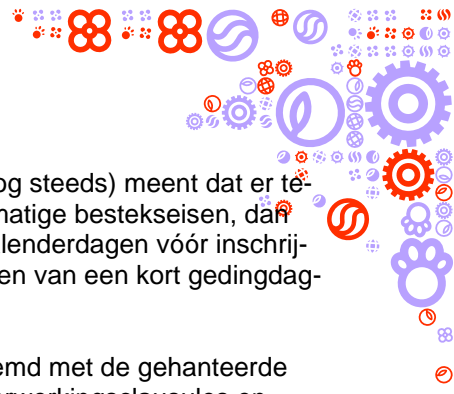 og steeds) meent dat er te-
matige bestekseisen, dan
lenderdagen vóór inschrij-
en van een kort gedingdag-
emd met de gehanteerde